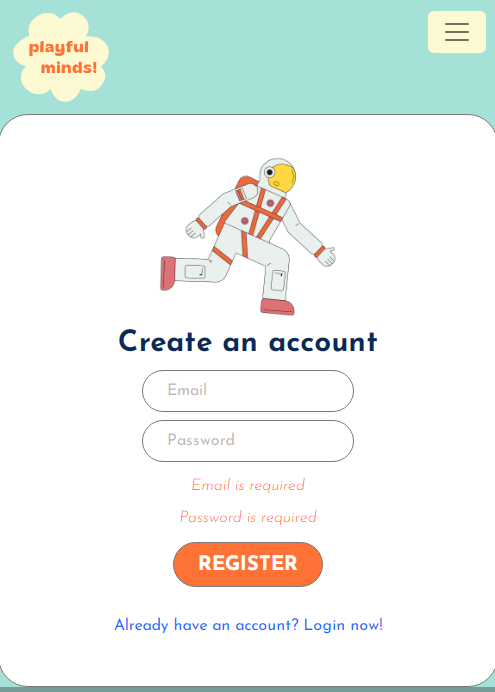 playful
minds!
Create an account
Email
Password
Email is required
Password is required
REGISTER
Already have an account? Login now!